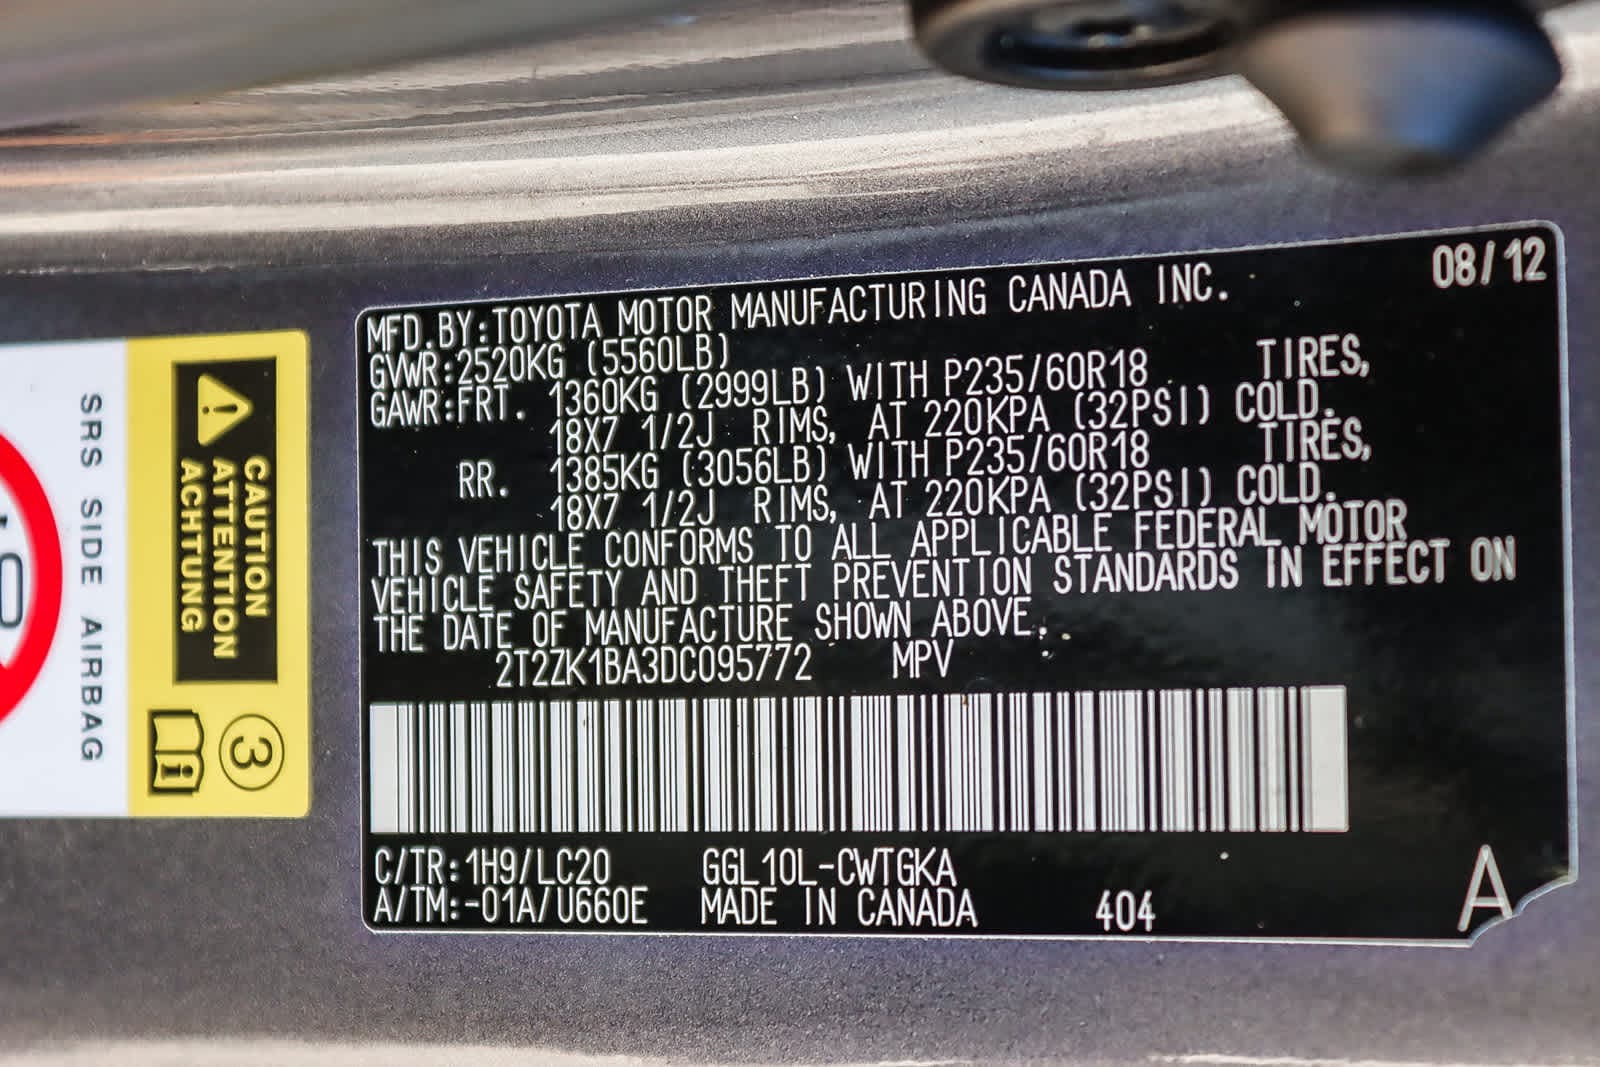 08/12
MFD.BY:TOYOTA MOTOR MANUFACTURING CANADA INC.
GVWR:2520KG (5560LB)
GAWR:FRT. 1360KG (2999LB) WITH P235/60R18 TIRES,
18X7 1/2J RIMS, AT 220KPA (32PSI) COLD.
RR. 1385KG (3056LB) WITH P235/60R18 TIRES,
18X7 1/2J RIMS, AT 220KPA (32PSI) COLD.
THIS VEHICLE CONFORMS TO ALL APPLICABLE FEDERAL MOTOR
VEHICLE SAFETY AND THEFT PREVENTION STANDARDS IN EFFECT ON
THE DATE OF MANUFACTURE SHOWN ABOVE.
2T2ZK1BA3DC095772 MPV
C/TR:1H9/LC20 GGL10L-CWTGKA
A/TM:-01A/U660E MADE IN CANADA 404
A
CAUTION
ATTENTION
ACHTUNG
3
SRS SIDE AIRBAG